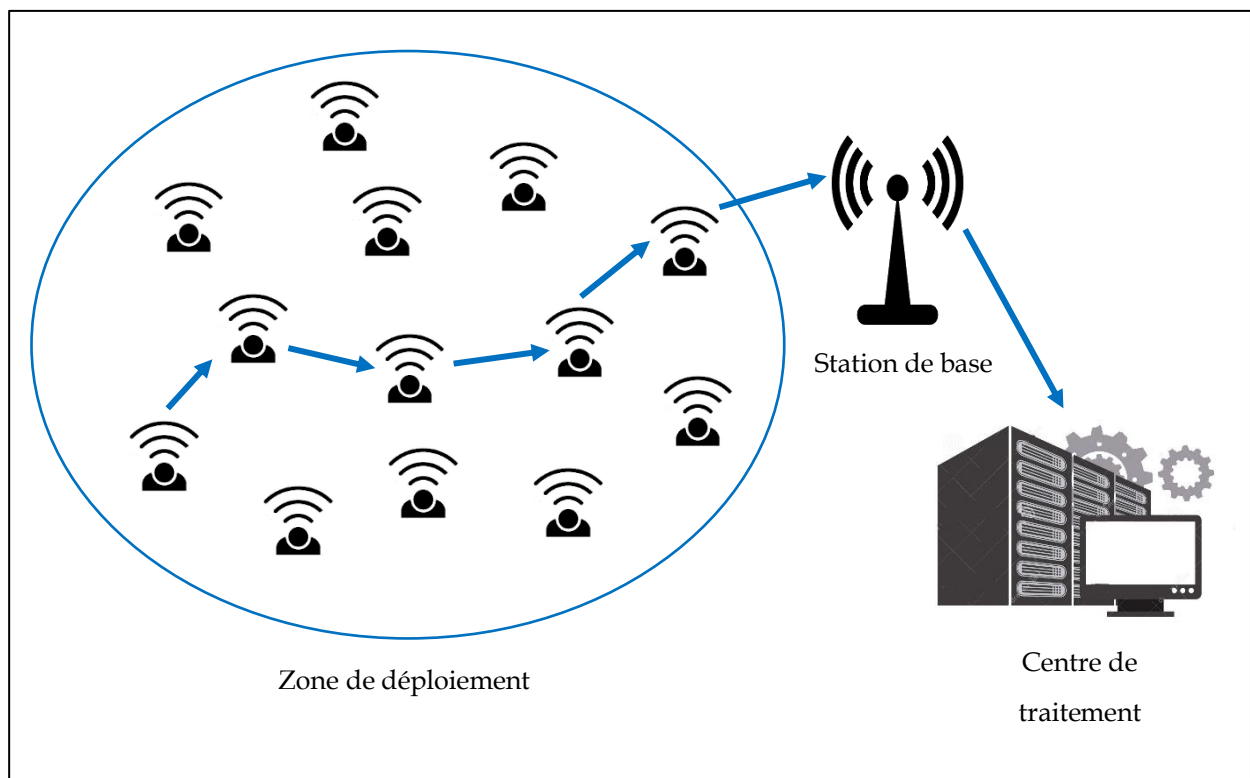 Station de base
Zone de déploiement
Centre de
traitement